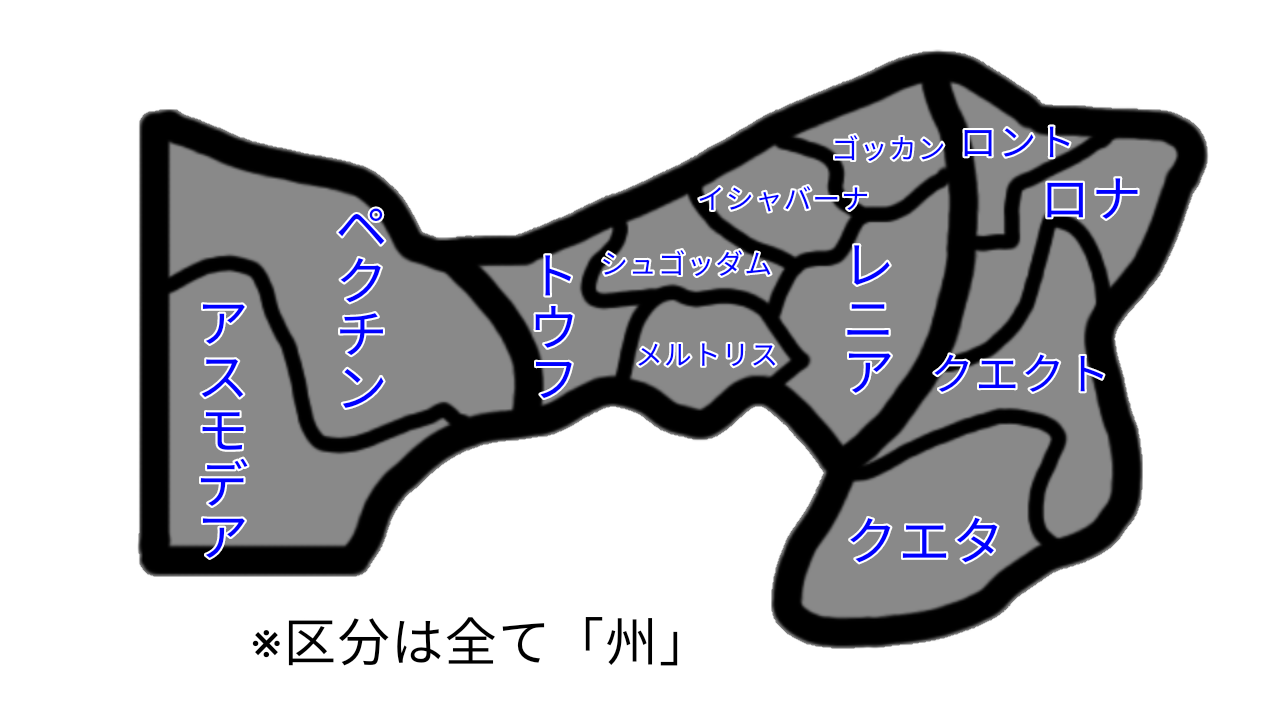 ゴッカン
ロント
ロナ
イシャバーナ
ペクチン
シュゴッダム
トウフ
レニア
アスモデア
メルトリス
クエクト
クエタ
※区分は全て「州」